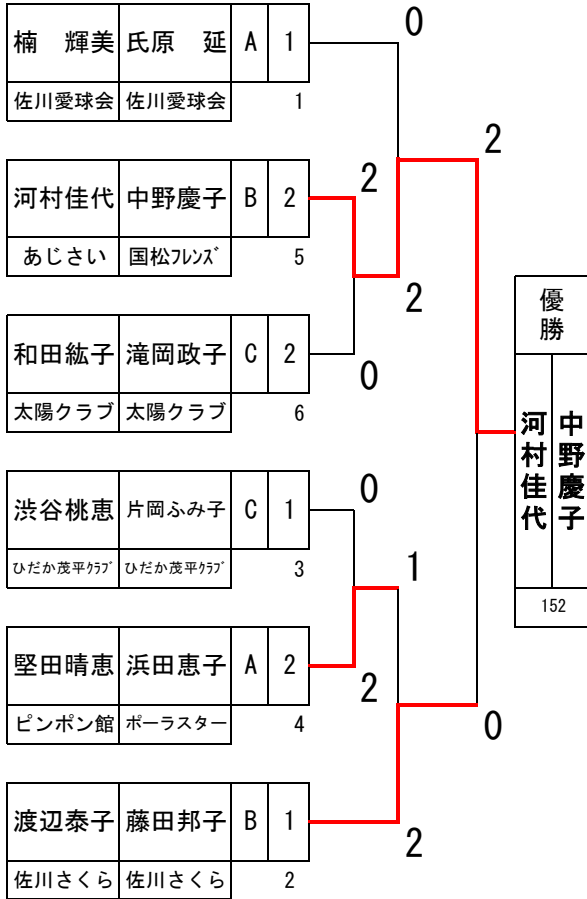 楠　輝美 氏原　延 A 1
佐川愛球会 佐川愛球会 1
0
2
河村佳代 中野慶子 B 2
2
あじさい 国松フレンズ 5
2
和田紘子 滝岡政子 C 2
0
太陽クラブ 太陽クラブ 6
優勝
河村佳代
中野慶子
152
渋谷桃恵 片岡ふみ子 C 1
0
ひだか茂平クラブ ひだか茂平クラブ 3
1
堅田晴恵 浜田恵子 A 2
2
ピンポン館 ポーラスター 4
0
渡辺泰子 藤田邦子 B 1
2
佐川さくら 佐川さくら 2